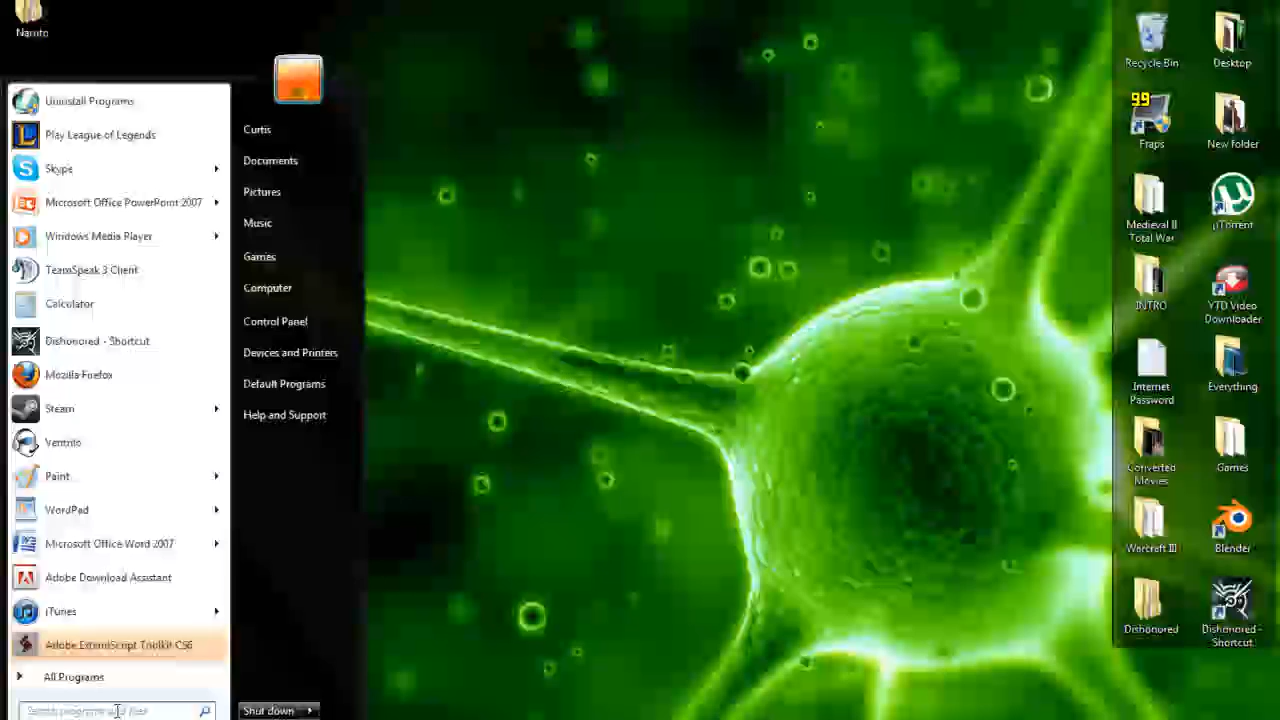 Naruto
Uninstall Programs
Play League of Legends
Skype
Microsoft Office PowerPoint 2007
Windows Media Player
TeamSpeak 3 Client
Calculator
Dishonored - Shortcut
Mozilla Firefox
Steam
Ventrilo
Paint
WordPad
Microsoft Office Word 2007
Adobe Download Assistant
iTunes
Adobe ExtendScript Toolkit CS6
All Programs
Search programs and files
Curtis
Documents
Pictures
Music
Games
Computer
Control Panel
Devices and Printers
Default Programs
Help and Support
Shut down
Recycle Bin
Desktop
99
Fraps
New folder
Medieval II
Total War
µTorrent
INTRO
YTD Video
Downloader
Internet
Password
Everything
Converted
Movies
Games
Warcraft III
Blender
Dishonored
Dishonored -
Shortcut